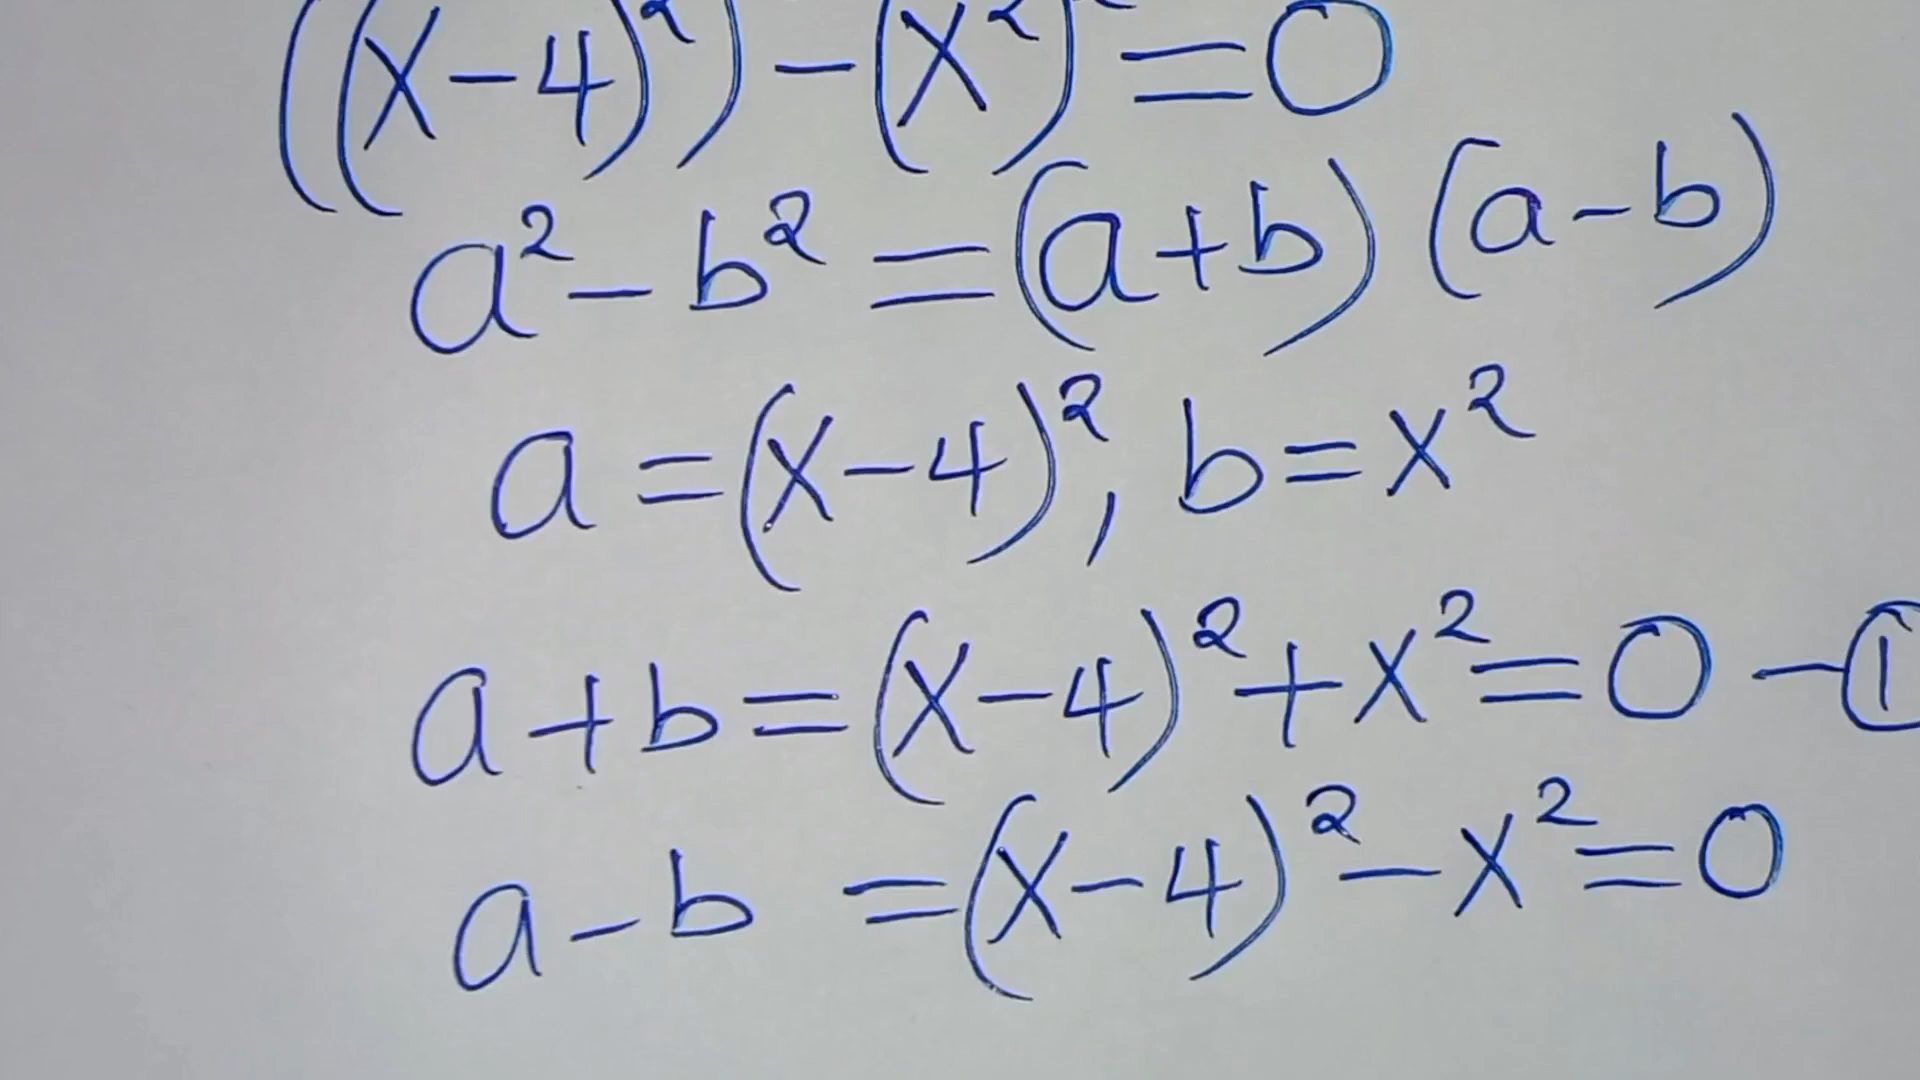 ((x-4)²) - (x²)² = 0
a² - b² = (a+b) (a-b)
a = (x-4)², b = x²
a + b = (x-4)² + x² = 0 - ①
a - b = (x-4)² - x² = 0